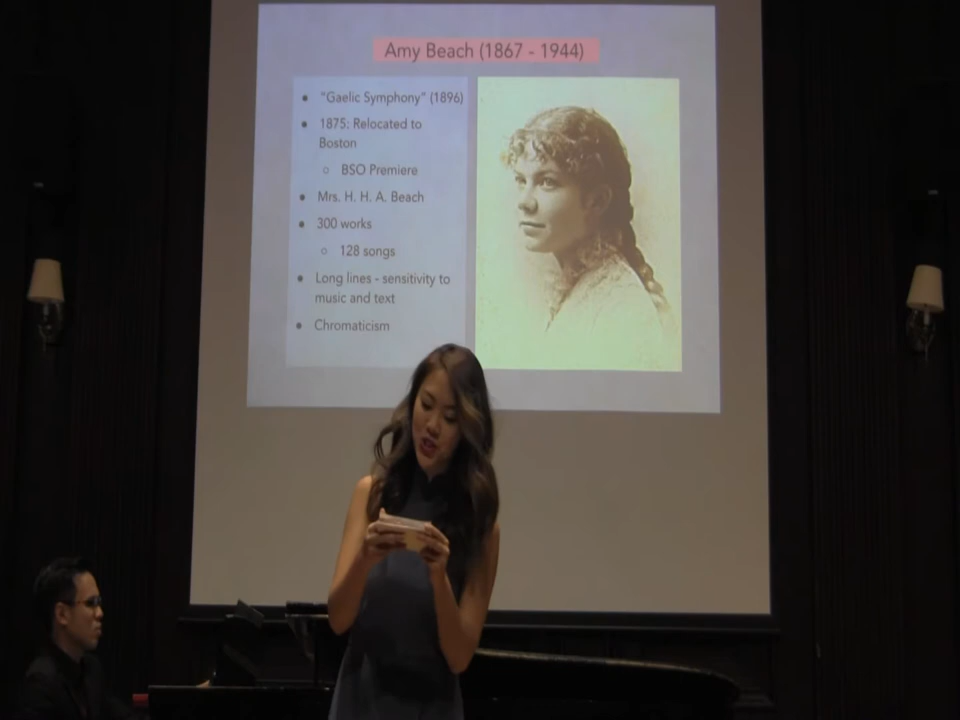 Amy Beach (1867 - 1944)
● "Gaelic Symphony" (1896)
● 1875: Relocated to
Boston
○ BSO Premiere
● Mrs. H. H. A. Beach
● 300 works
○ 128 songs
● Long lines - sensitivity to
music and text
● Chromaticism